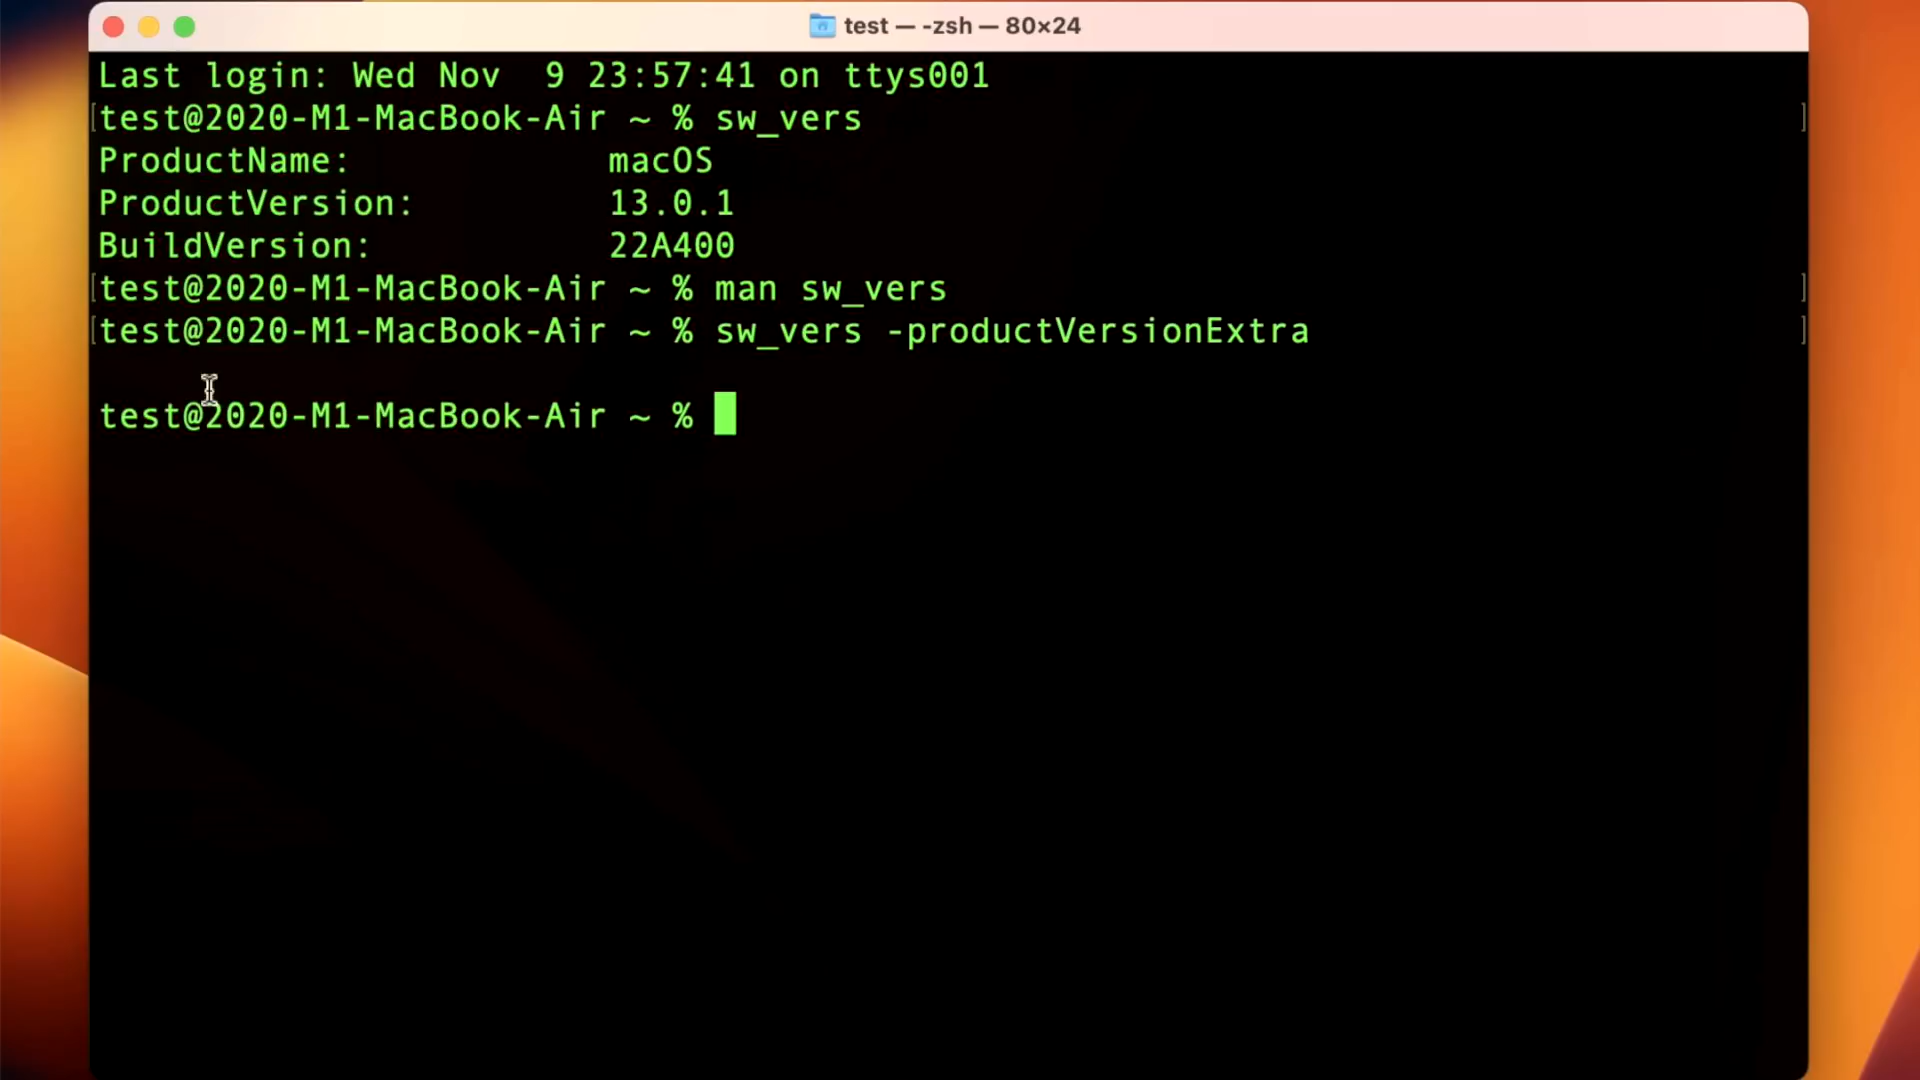 test — -zsh — 80×24
Last login: Wed Nov  9 23:57:41 on ttys001
[test@2020-M1-MacBook-Air ~ % sw_vers ]
ProductName:            macOS
ProductVersion:         13.0.1
BuildVersion:           22A400
[test@2020-M1-MacBook-Air ~ % man sw_vers ]
[test@2020-M1-MacBook-Air ~ % sw_vers -productVersionExtra ]
test@2020-M1-MacBook-Air ~ %